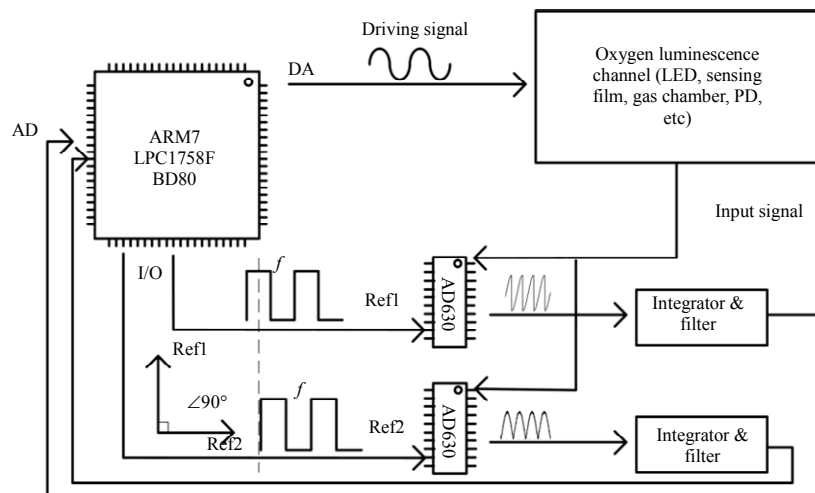 Driving signal
DA
Oxygen luminescence
channel (LED, sensing
film, gas chamber, PD,
etc)
AD
ARM7
LPC1758F
BD80
Input signal
I/O
f
Ref1
AD630
Integrator &
filter
Ref1
∠90°
Ref2
f
Ref2
AD630
Integrator &
filter